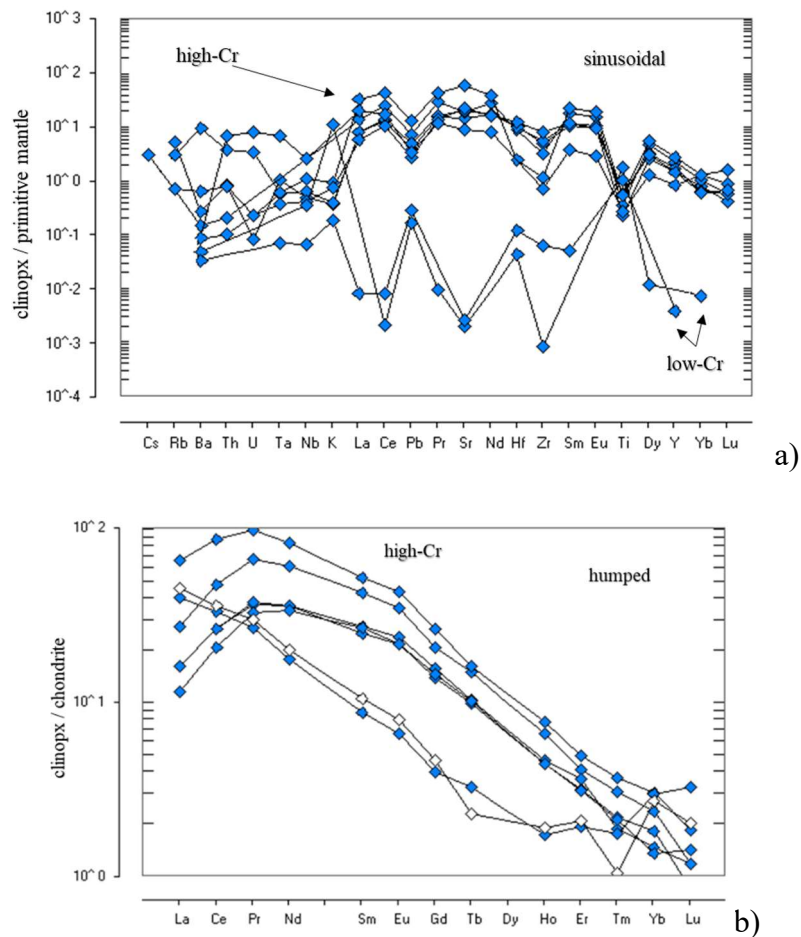 10^3
high-Cr
sinusoidal
10^2
10^1
10^0
10^-1
10^-2
10^-3
10^-4
clinopx / primitive mantle
low-Cr
Cs Rb Ba Th U Ta Nb K La Ce Pb Pr Sr Nd Hf Zr Sm Eu Ti Dy Y Yb Lu
a)
10^2
high-Cr
humped
10^1
10^0
clinopx / chondrite
La Ce Pr Nd Sm Eu Gd Tb Dy Ho Er Tm Yb Lu
b)